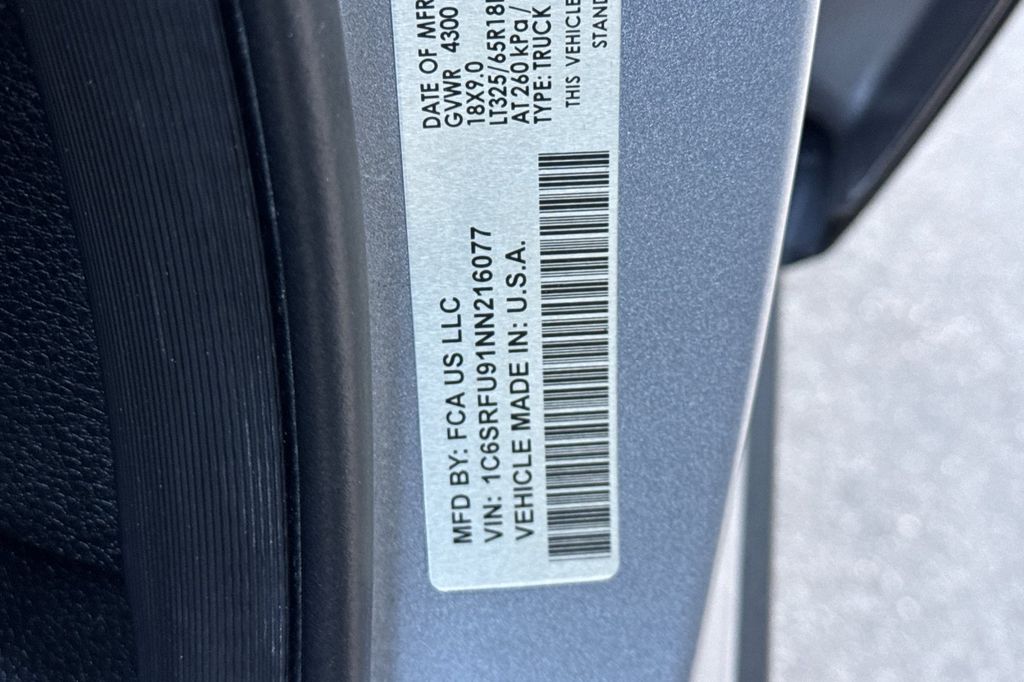 MFD BY: FCA US LLC
VIN: 1C6SRFU91NN216077
VEHICLE MADE IN: U.S.A.
DATE OF MFR
GVWR 4300
18X9.0
LT325/65R18
AT 260 kPa/
TYPE: TRUCK
THIS VEHICLE